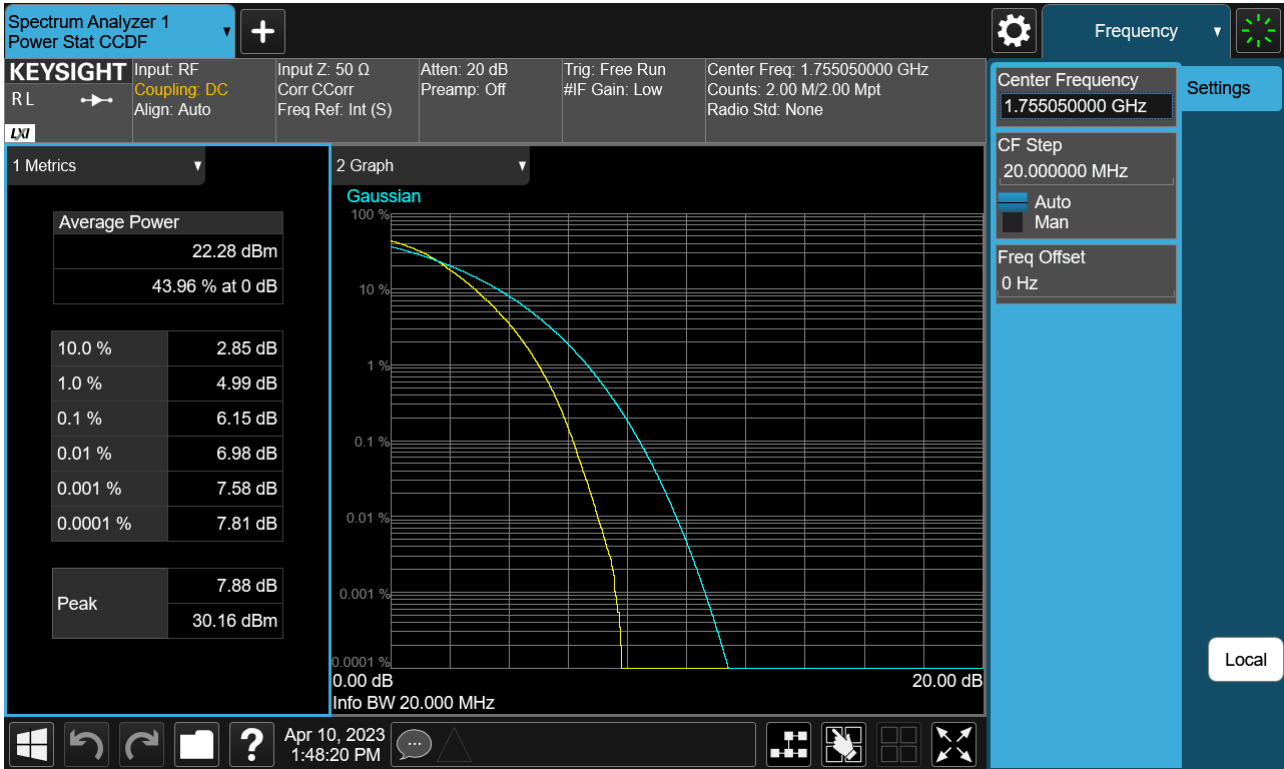 Spectrum Analyzer 1
Power Stat CCDF
+
Frequency
KEYSIGHT
R L
LXI
Input: RF
Coupling: DC
Align: Auto
Input Z: 50 Ω
Corr CCorr
Freq Ref: Int (S)
Atten: 20 dB
Preamp: Off
Trig: Free Run
#IF Gain: Low
Center Freq: 1.755050000 GHz
Counts: 2.00 M/2.00 Mpt
Radio Std: None
Center Frequency
1.755050000 GHz
Settings
CF Step
20.000000 MHz
Auto
Man
Freq Offset
0 Hz
Local
1 Metrics
Average Power
22.28 dBm
43.96 % at 0 dB
10.0 % 2.85 dB
1.0 % 4.99 dB
0.1 % 6.15 dB
0.01 % 6.98 dB
0.001 % 7.58 dB
0.0001 % 7.81 dB
Peak
7.88 dB
30.16 dBm
2 Graph
Gaussian
100 %
10 %
1 %
0.1 %
0.01 %
0.001 %
0.0001 %
0.00 dB 20.00 dB
Info BW 20.000 MHz
?
Apr 10, 2023
1:48:20 PM